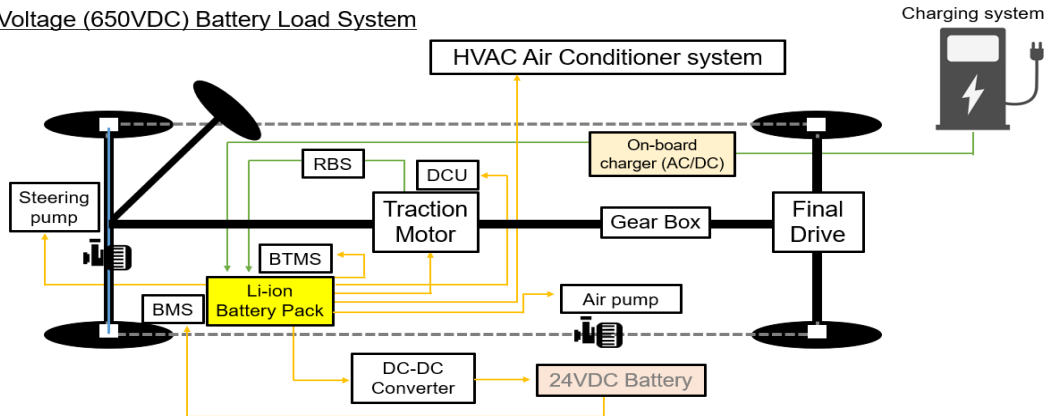 Voltage (650VDC) Battery Load System
Charging system
HVAC Air Conditioner system
On-board
charger (AC/DC)
RBS
DCU
Steering
pump
Traction
Motor
Gear Box
Final
Drive
BTMS
Li-ion
Battery Pack
BMS
Air pump
DC-DC
Converter
24VDC Battery